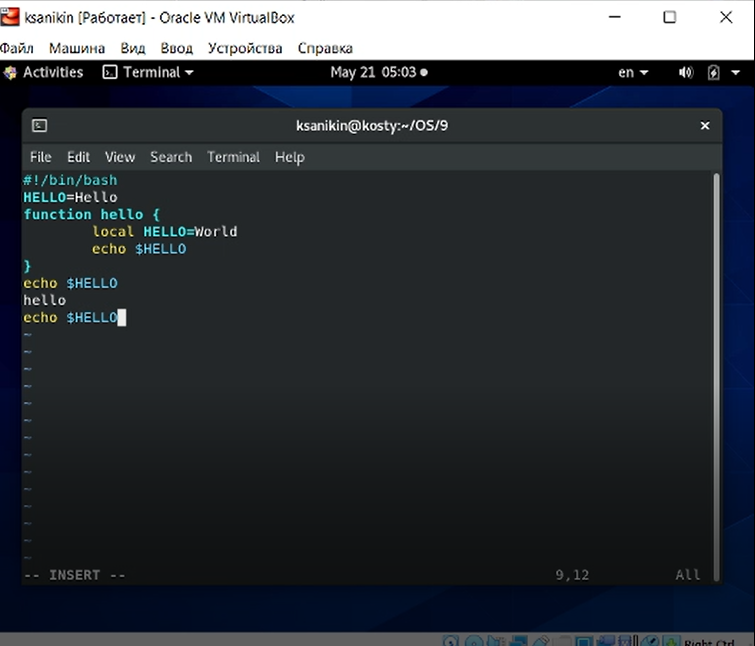 ksanikin [Работает] - Oracle VM VirtualBox
Файл Машина Вид Ввод Устройства Справка
Activities Terminal May 21 05:03 en
ksanikin@kosty:~/OS/9
File Edit View Search Terminal Help
#!/bin/bash
HELLO=Hello
function hello {
        local HELLO=World
        echo $HELLO
}
echo $HELLO
hello
echo $HELLO
~
~
~
~
~
~
~
~
~
~
~
~
~
~
-- INSERT -- 9,12 All
Right Ctrl